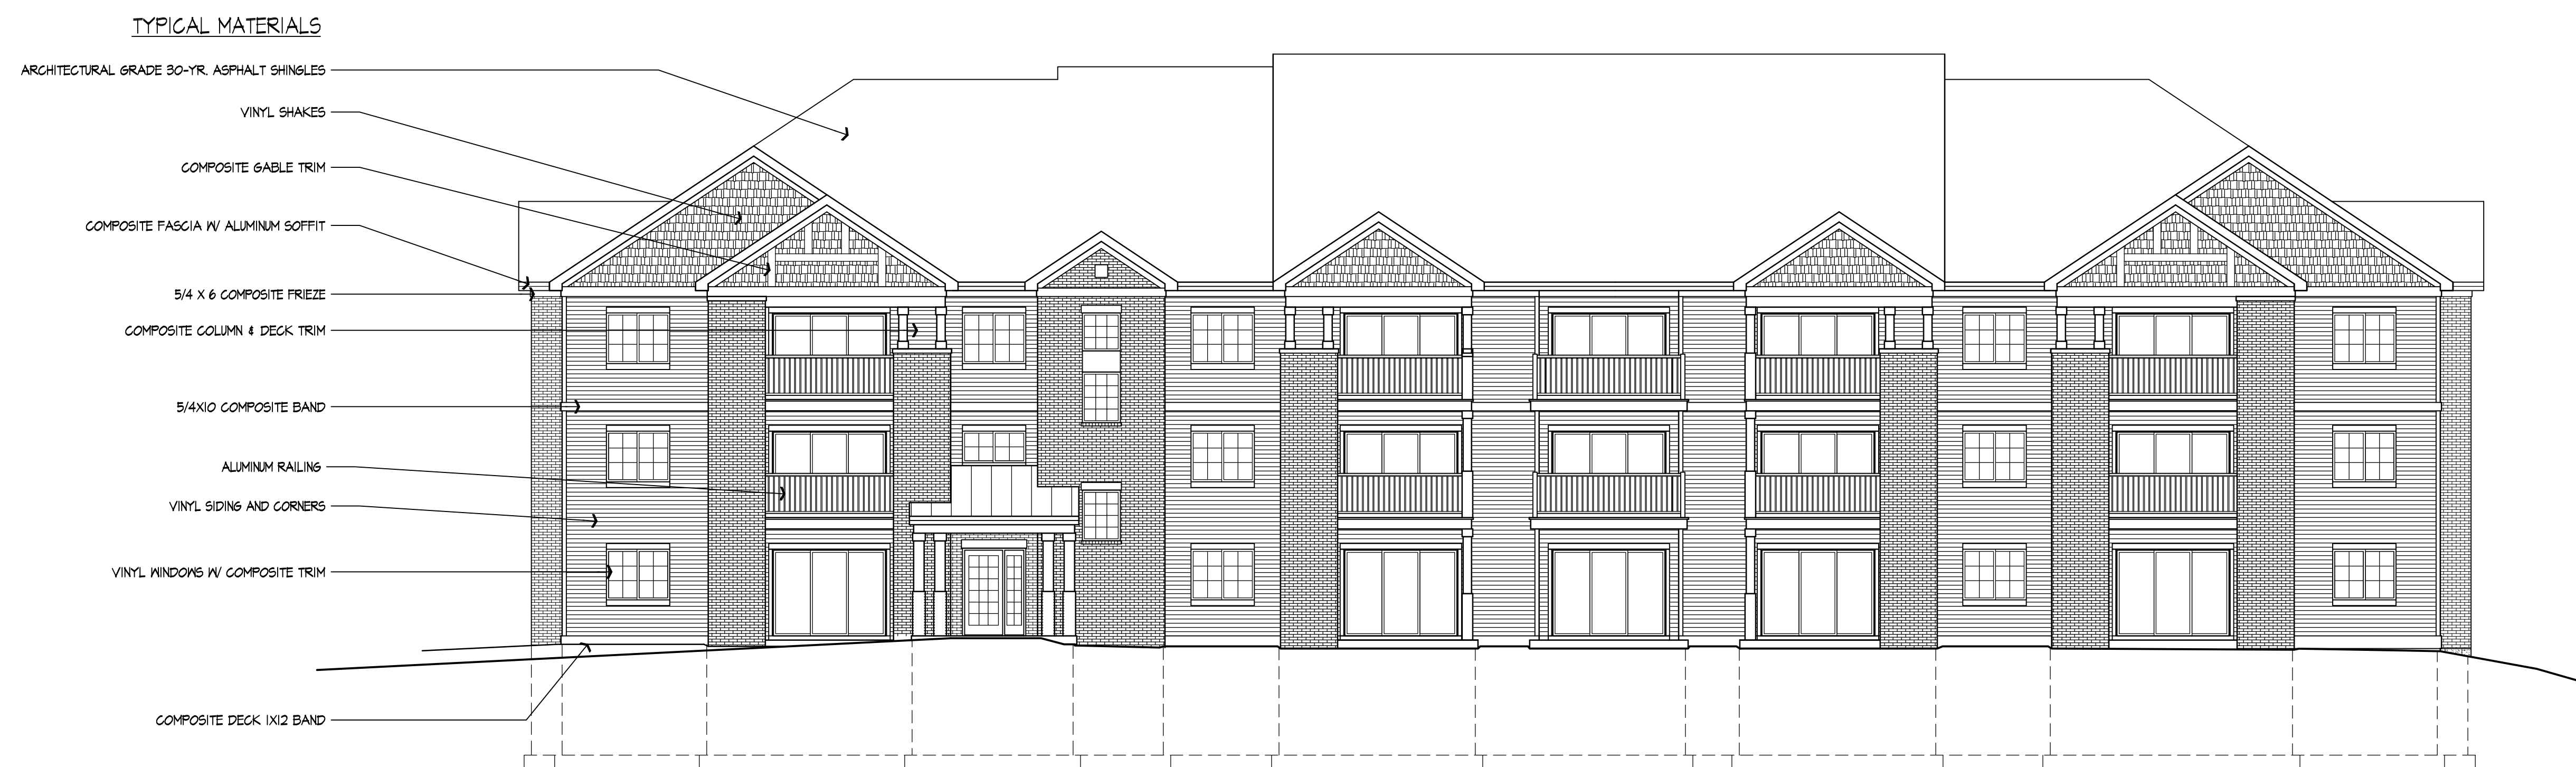 TYPICAL MATERIALS
ARCHITECTURAL GRADE 30-YR. ASPHALT SHINGLES
VINYL SHAKES
COMPOSITE GABLE TRIM
COMPOSITE FASCIA W/ ALUMINUM SOFFIT
5/4 X 6 COMPOSITE FRIEZE
COMPOSITE COLUMN & DECK TRIM
5/4X10 COMPOSITE BAND
ALUMINUM RAILING
VINYL SIDING AND CORNERS
VINYL WINDOWS W/ COMPOSITE TRIM
COMPOSITE DECK 1X12 BAND